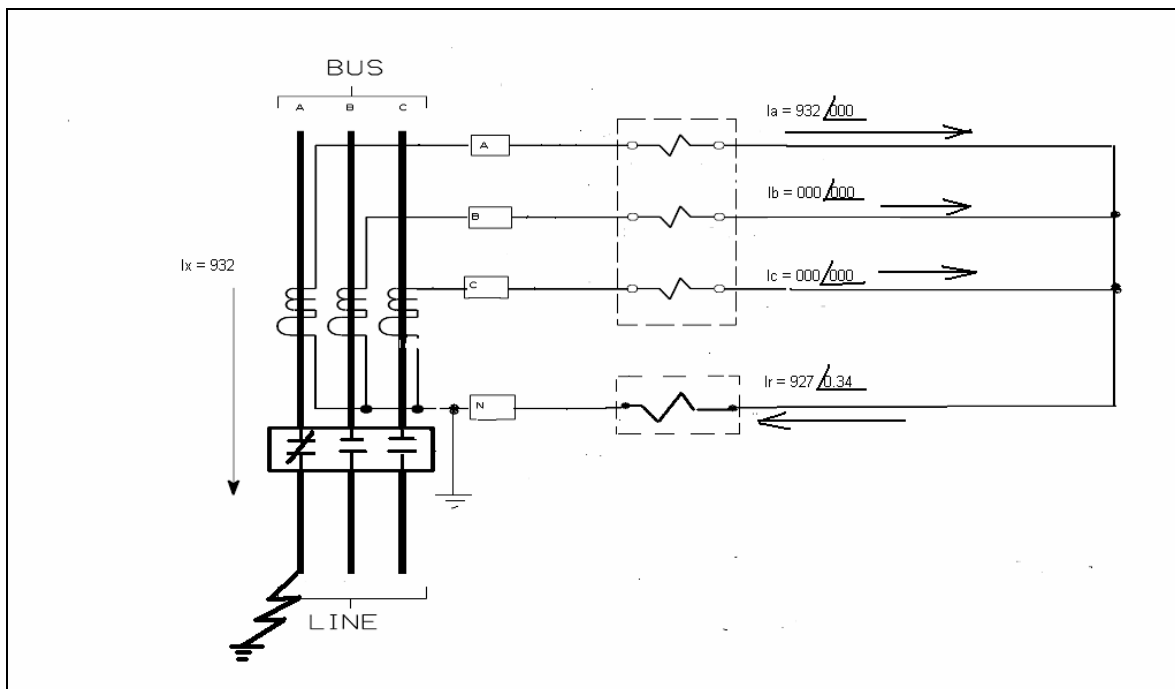 BUS
A B C
Ia = 932/000
A
Ib = 000/000
B
Ix = 932
Ic = 000/000
C
Ir = 927/0.34
N
LINE